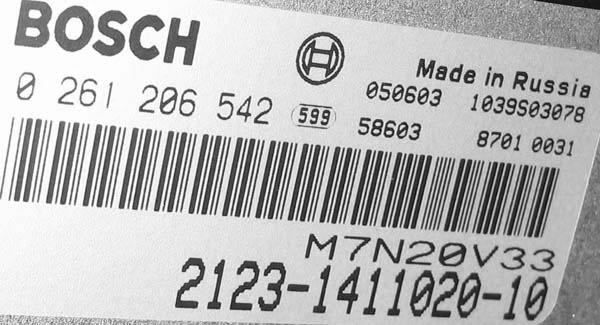 BOSCH
Made in Russia
0 261 206 542 599 050603 1039S03078
58603 8701 0031
M7N20V33
2123-1411020-10